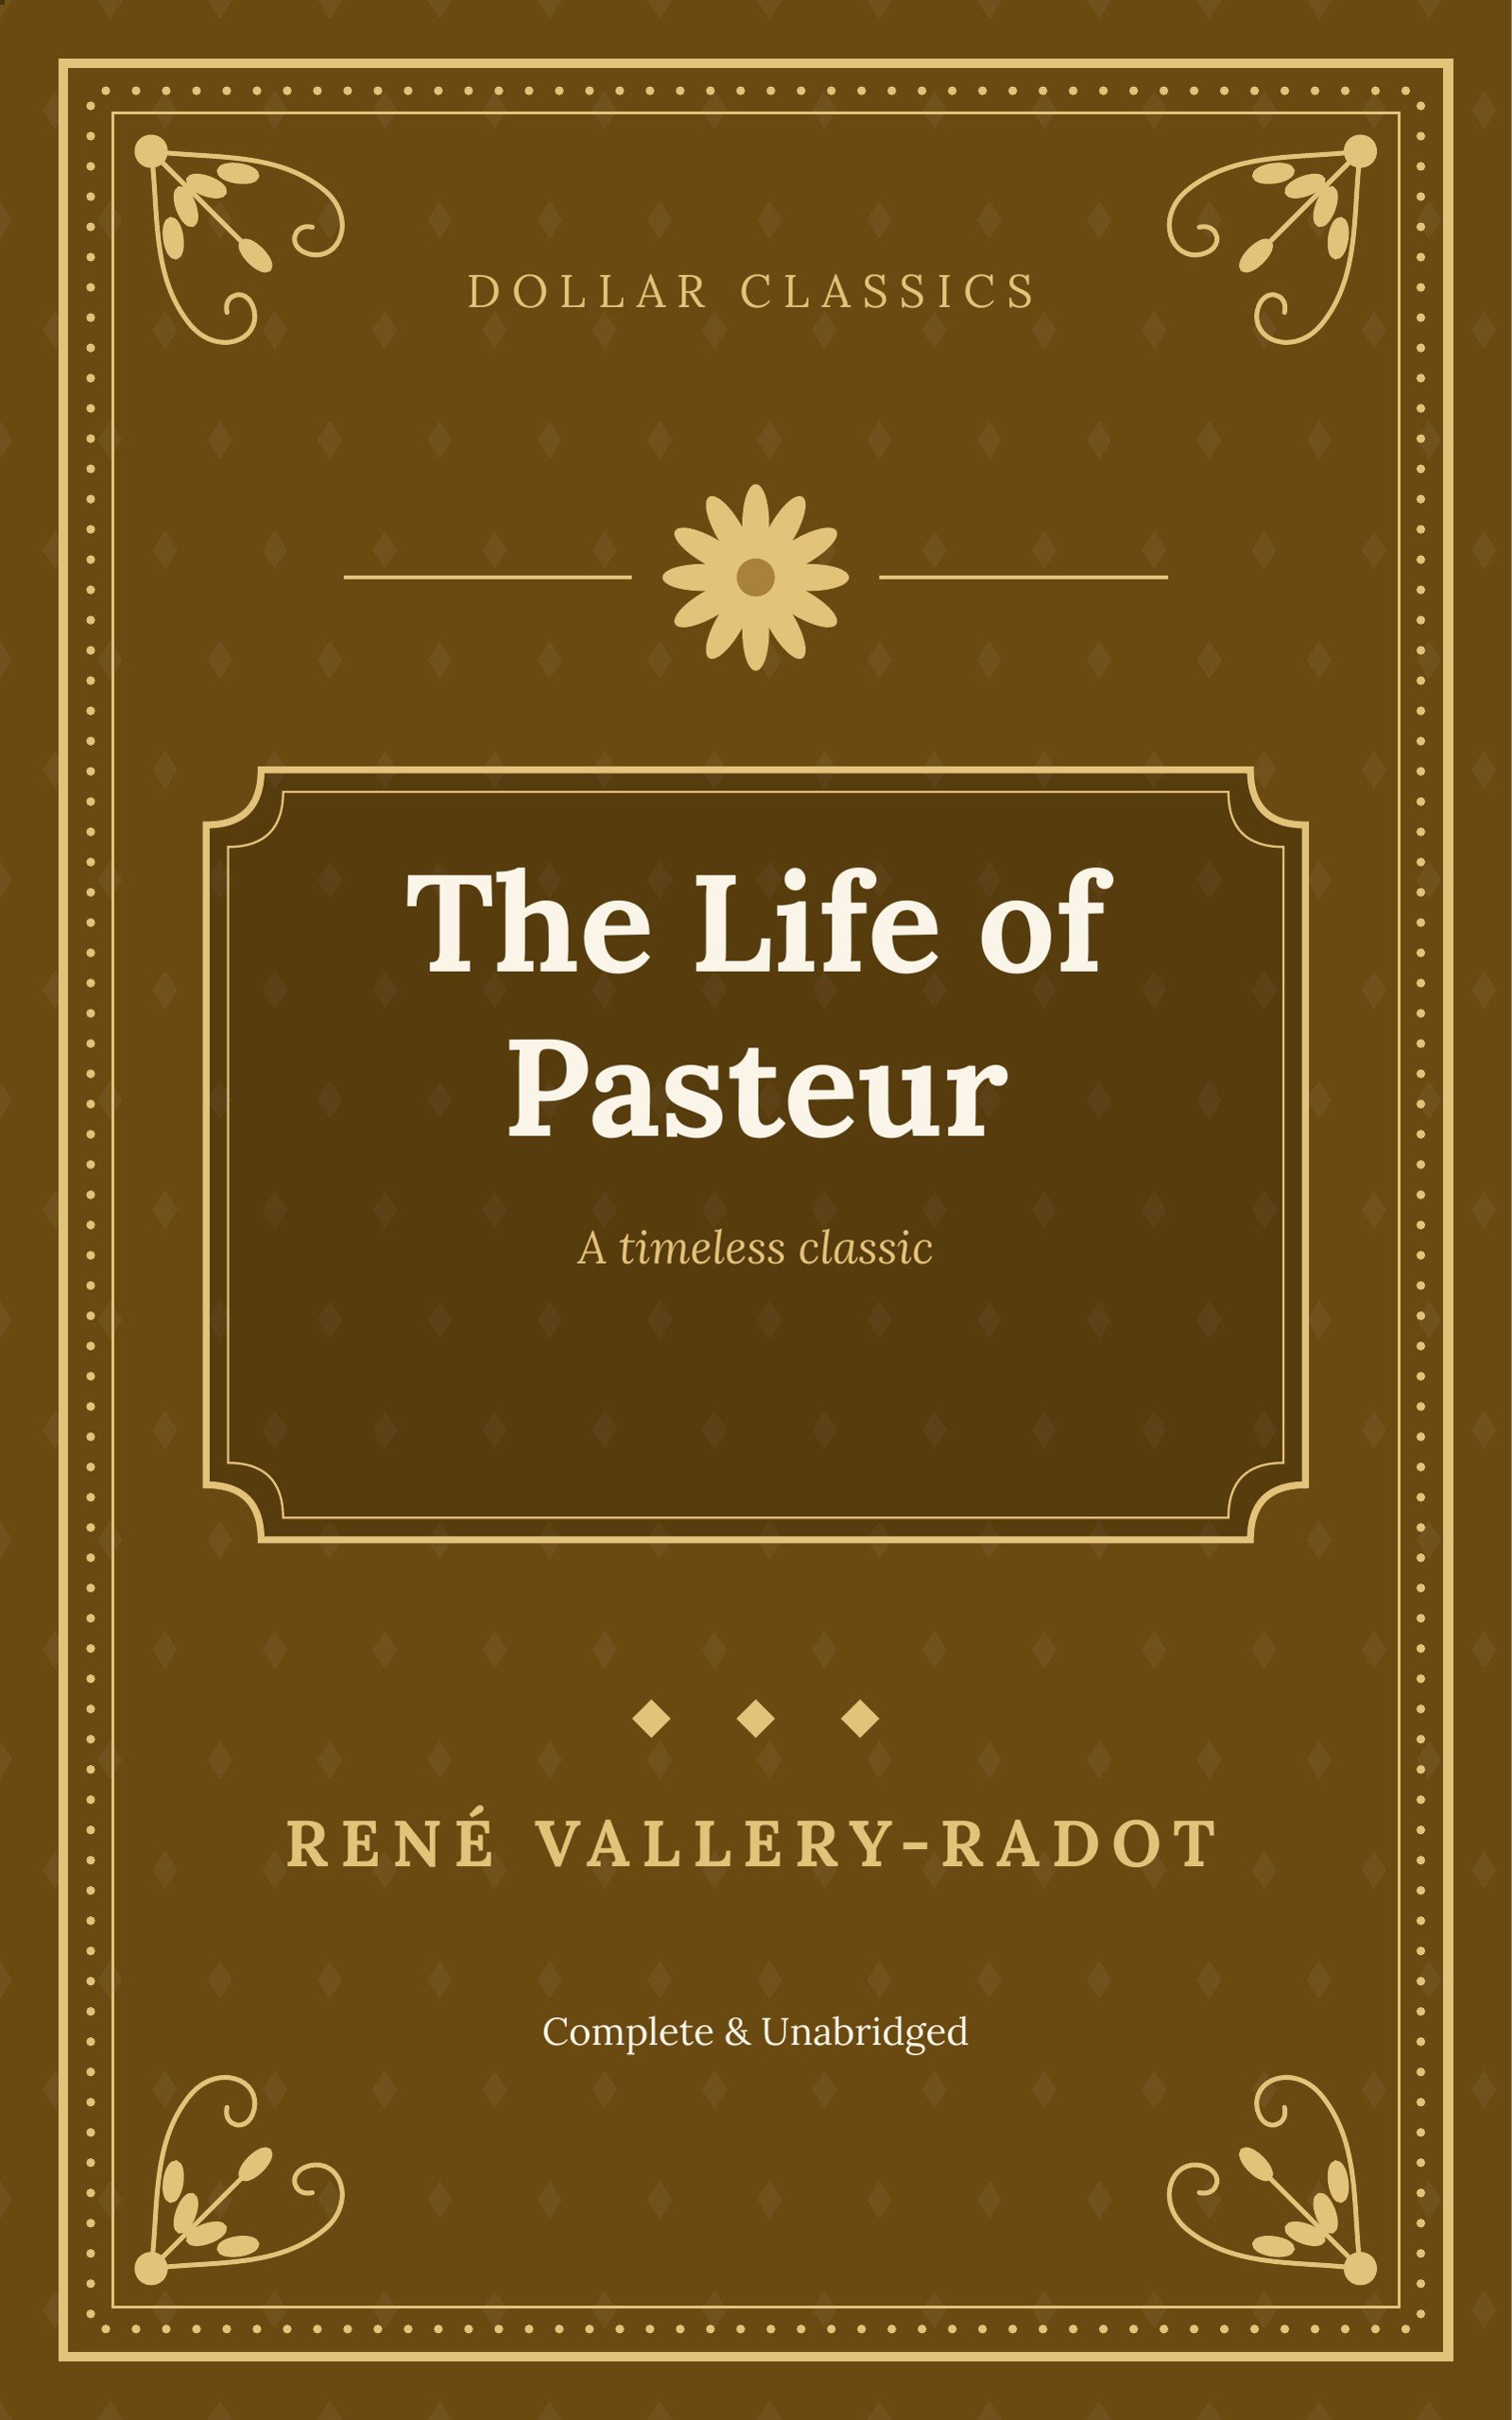 DOLLAR CLASSICS
The Life of
Pasteur
A timeless classic
RENÉ VALLERY-RADOT
Complete & Unabridged